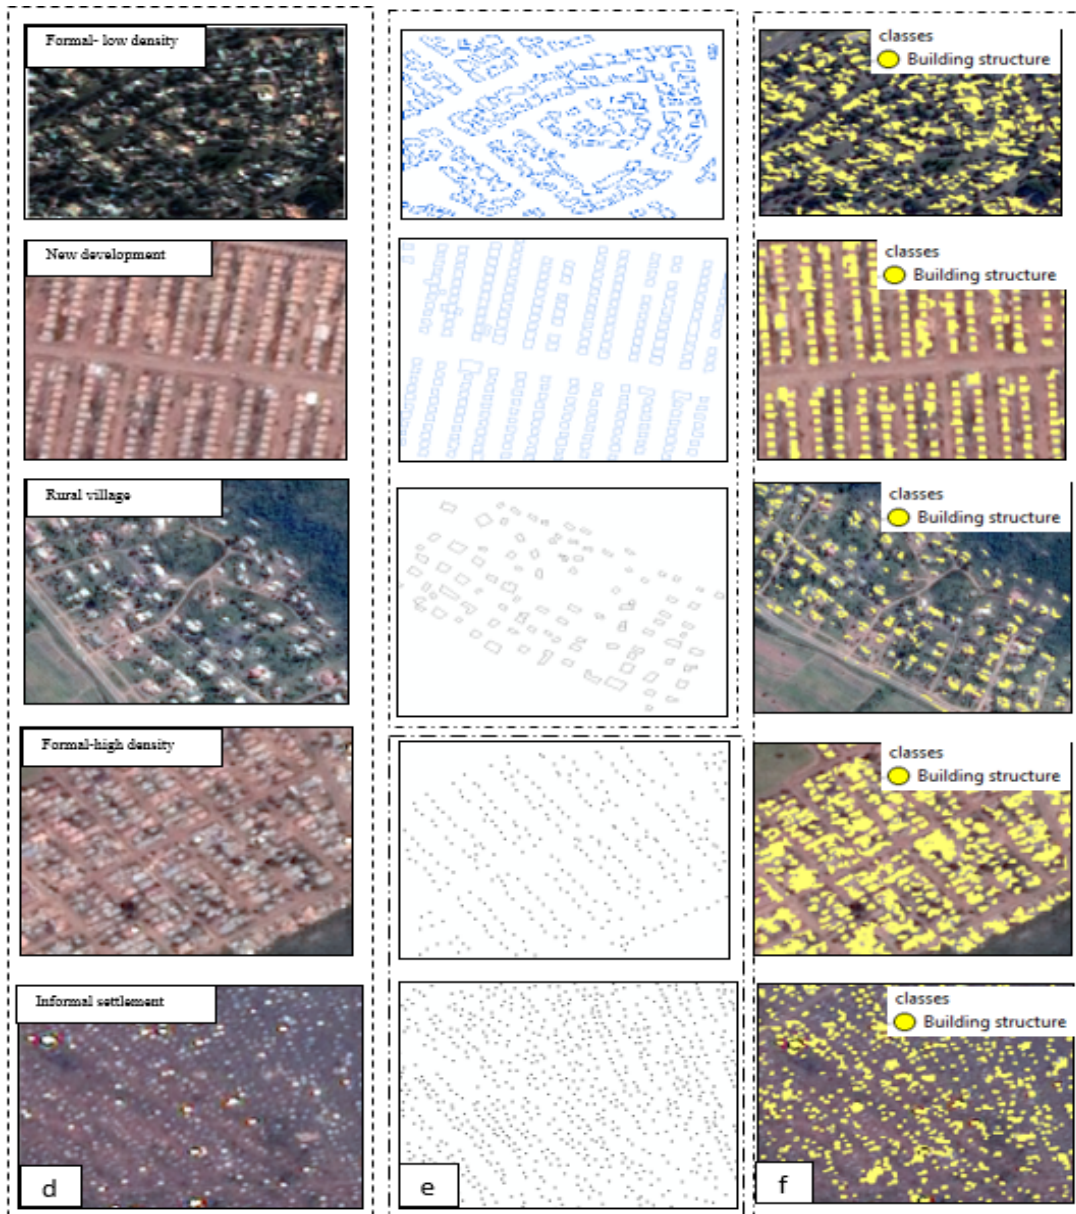 Formal- low density
classes
Building structure
New development
classes
Building structure
Rural village
classes
Building structure
Formal-high density
classes
Building structure
Informal settlement
classes
Building structure
d
e
f